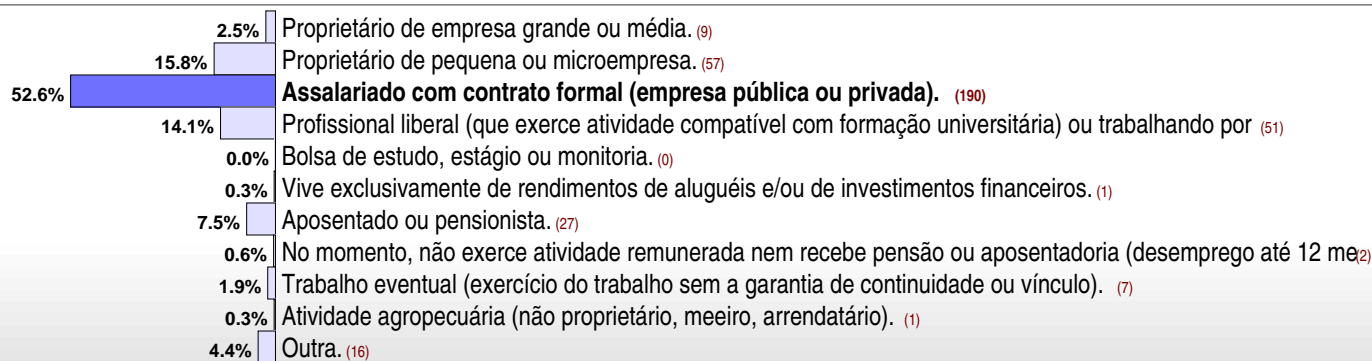 2.5% Proprietário de empresa grande ou média. (9)
15.8% Proprietário de pequena ou microempresa. (57)
52.6% Assalariado com contrato formal (empresa pública ou privada). (190)
14.1% Profissional liberal (que exerce atividade compatível com formação universitária) ou trabalhando por (51)
0.0% Bolsa de estudo, estágio ou monitoria. (0)
0.3% Vive exclusivamente de rendimentos de aluguéis e/ou de investimentos financeiros. (1)
7.5% Aposentado ou pensionista. (27)
0.6% No momento, não exerce atividade remunerada nem recebe pensão ou aposentadoria (desemprego até 12 me(2)
1.9% Trabalho eventual (exercício do trabalho sem a garantia de continuidade ou vínculo). (7)
0.3% Atividade agropecuária (não proprietário, meeiro, arrendatário). (1)
4.4% Outra. (16)